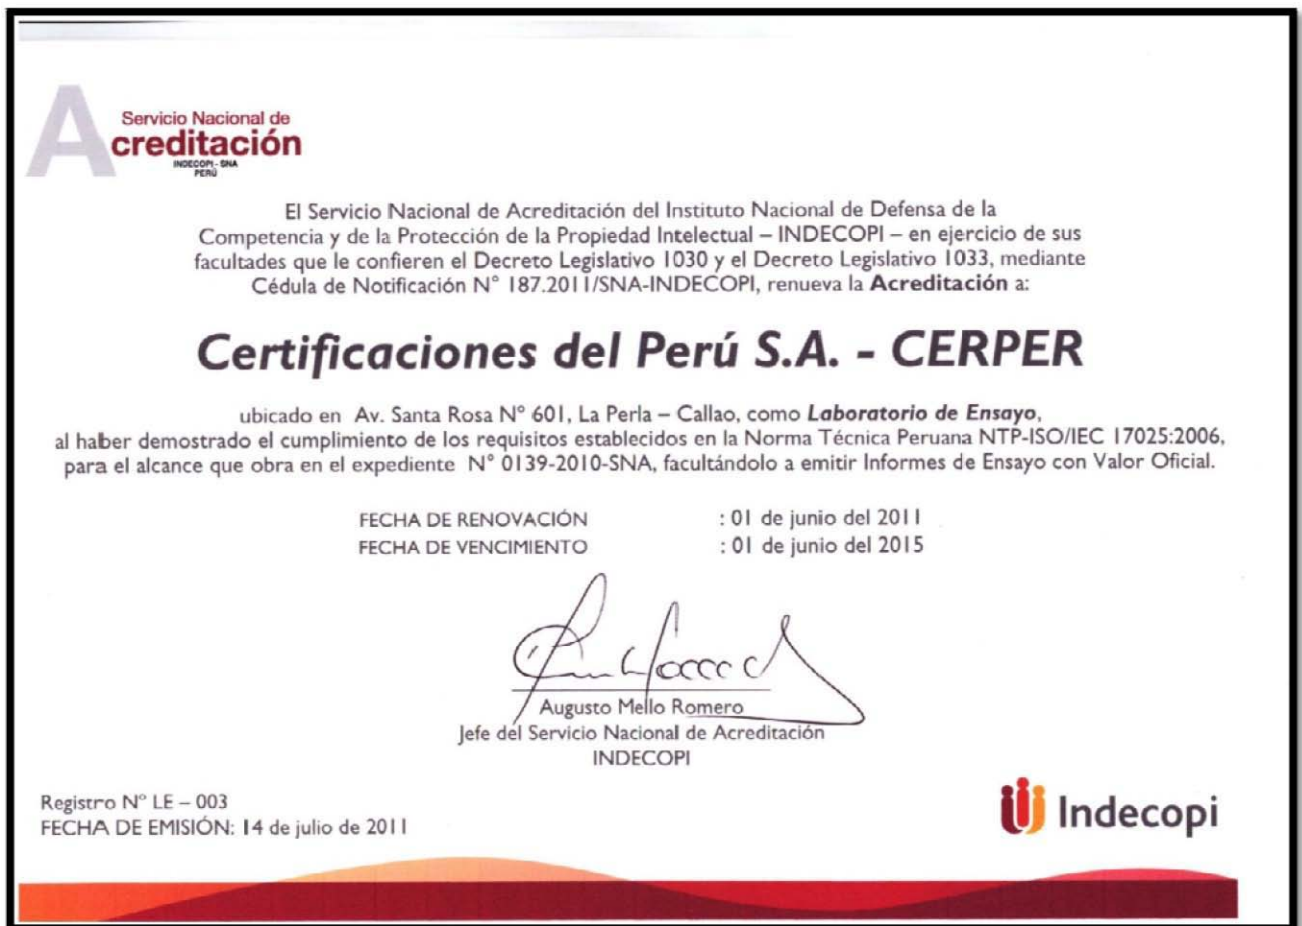 Servicio Nacional de
Acreditación
INDECOPI - SNA
PERÚ
El Servicio Nacional de Acreditación del Instituto Nacional de Defensa de la
Competencia y de la Protección de la Propiedad Intelectual – INDECOPI – en ejercicio de sus
facultades que le confieren el Decreto Legislativo 1030 y el Decreto Legislativo 1033, mediante
Cédula de Notificación N° 187.2011/SNA-INDECOPI, renueva la Acreditación a:
Certificaciones del Perú S.A. - CERPER
ubicado en Av. Santa Rosa N° 601, La Perla – Callao, como Laboratorio de Ensayo,
al haber demostrado el cumplimiento de los requisitos establecidos en la Norma Técnica Peruana NTP-ISO/IEC 17025:2006,
para el alcance que obra en el expediente N° 0139-2010-SNA, facultándolo a emitir Informes de Ensayo con Valor Oficial.
FECHA DE RENOVACIÓN : 01 de junio del 2011
FECHA DE VENCIMIENTO : 01 de junio del 2015
Augusto Mello Romero
Jefe del Servicio Nacional de Acreditación
INDECOPI
Registro N° LE – 003
FECHA DE EMISIÓN: 14 de julio de 2011
Indecopi